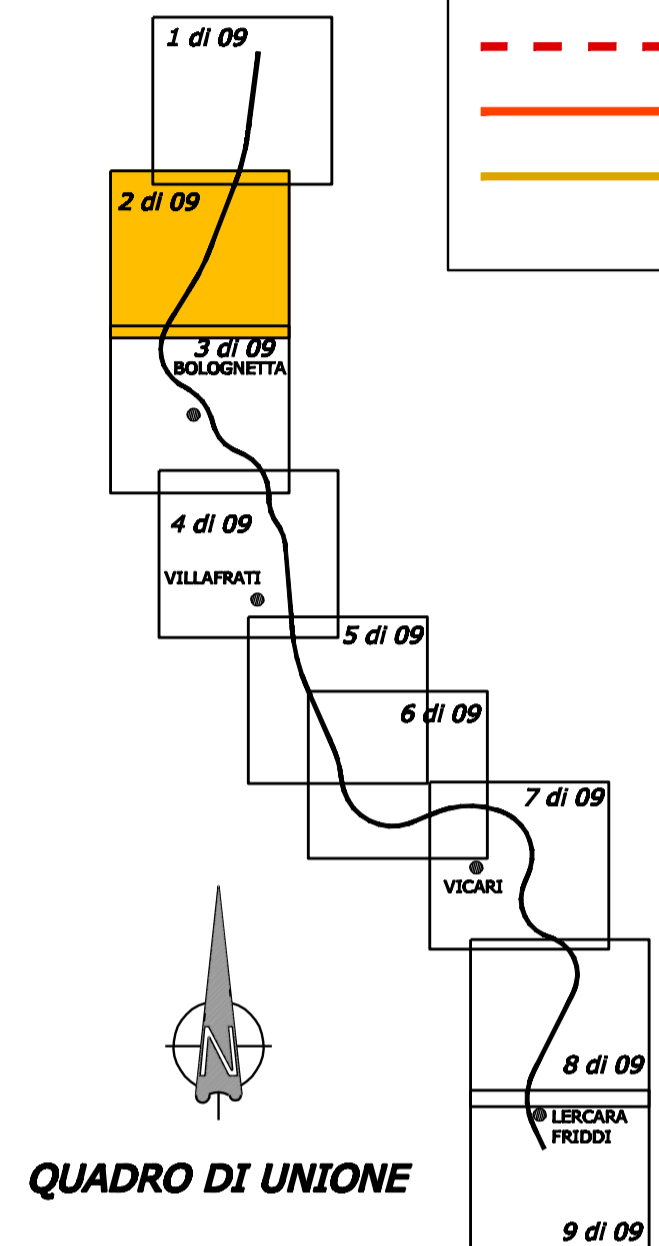 1 di 09
2 di 09
3 di 09
BOLOGNETTA
4 di 09
VILLAFRATI
5 di 09
6 di 09
7 di 09
VICARI
8 di 09
LERCARA
FRIDDI
N
QUADRO DI UNIONE
9 di 09